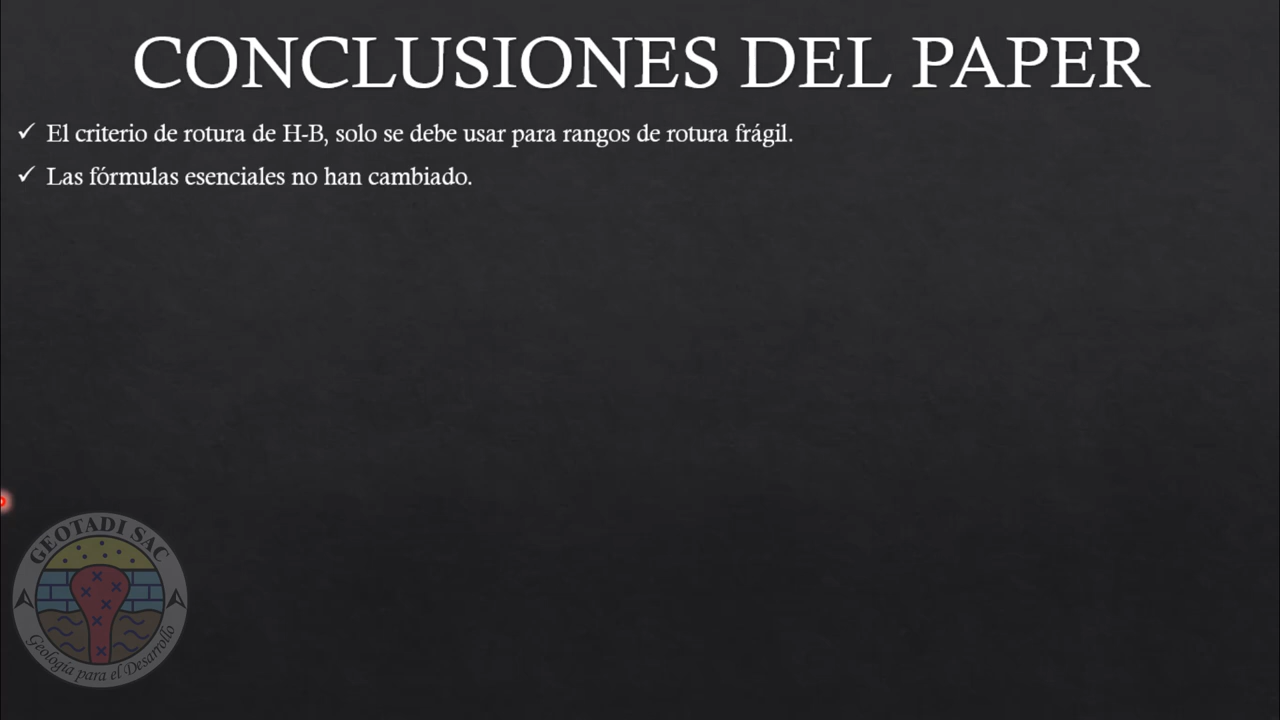 CONCLUSIONES DEL PAPER
El criterio de rotura de H-B, solo se debe usar para rangos de rotura frágil.
Las fórmulas esenciales no han cambiado.
GEOTADI SAC
Geología para el Desarrollo